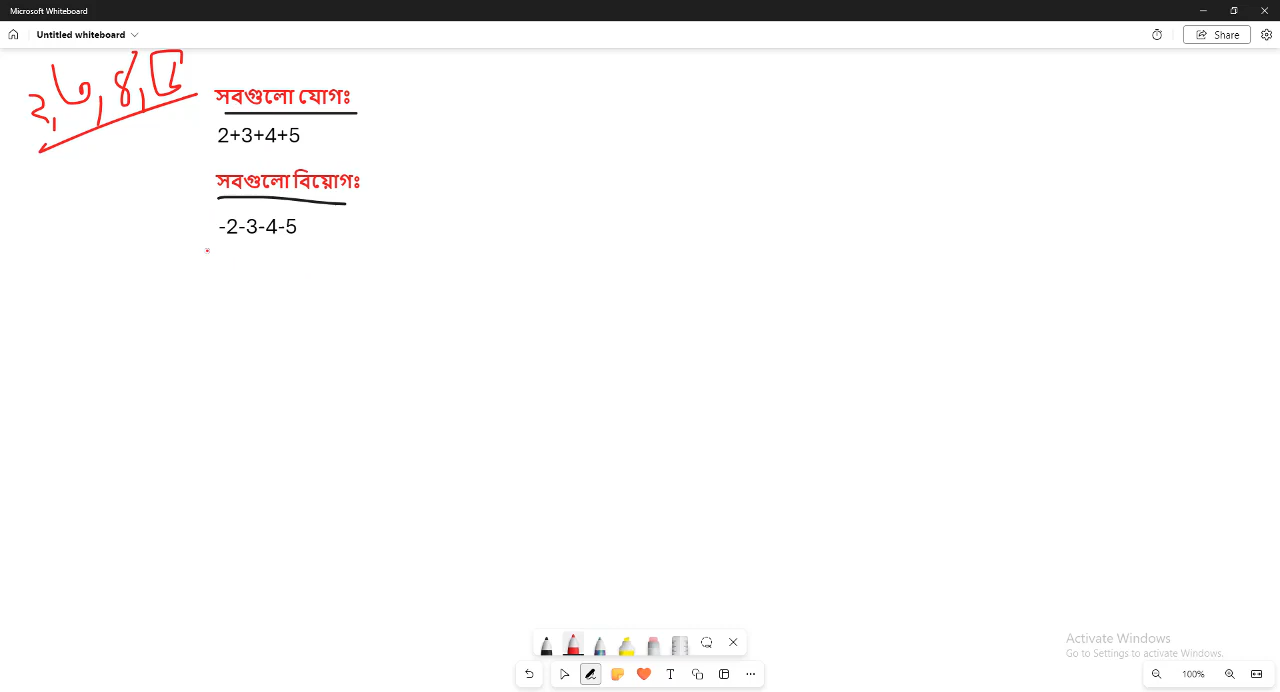 Microsoft Whiteboard
Untitled whiteboard
Share
২, ৩, ৪, ৫
সবগুলো যোগঃ
2+3+4+5
সবগুলো বিয়োগঃ
-2-3-4-5
Activate Windows
Go to Settings to activate Windows.
100%